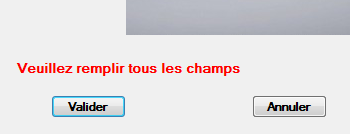 Veuillez remplir tous les champs
Valider
Annuler